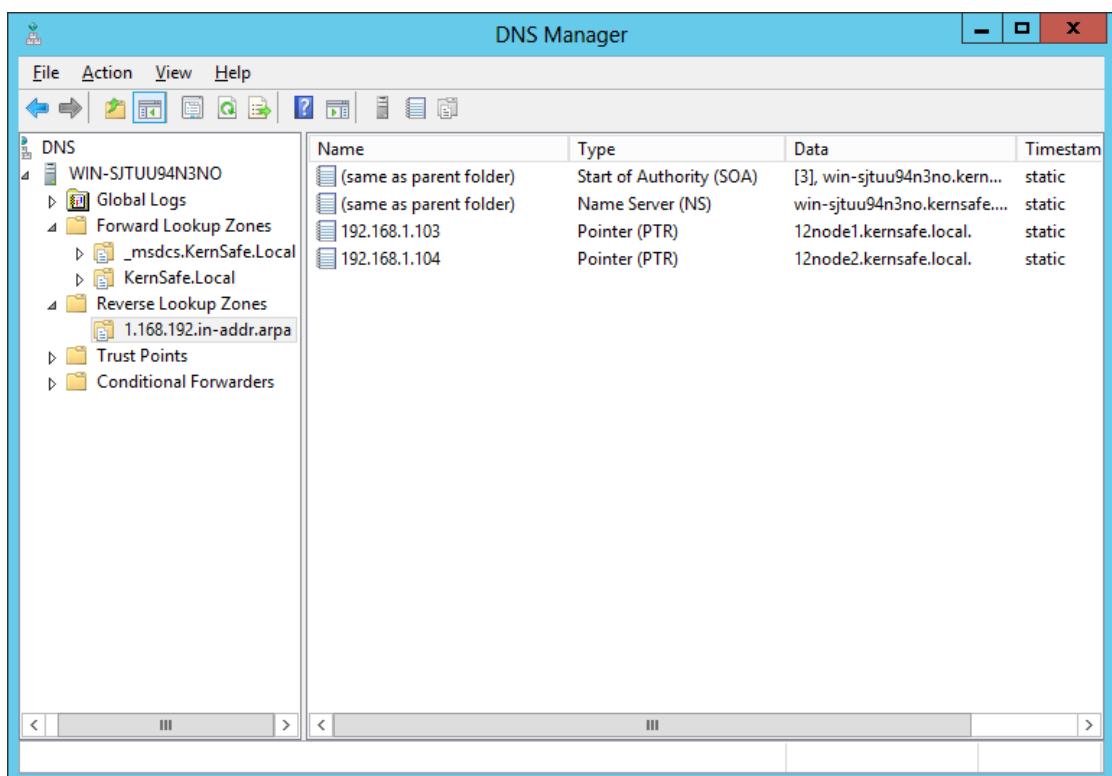 DNS Manager
File Action View Help
DNS
WIN-SJTUU94N3NO
Global Logs
Forward Lookup Zones
_msdcs.KernSafe.Local
KernSafe.Local
Reverse Lookup Zones
1.168.192.in-addr.arpa
Trust Points
Conditional Forwarders
Name Type Data Timestam
(same as parent folder) Start of Authority (SOA) [3], win-sjtuu94n3no.kern... static
(same as parent folder) Name Server (NS) win-sjtuu94n3no.kernsafe.... static
192.168.1.103 Pointer (PTR) 12node1.kernsafe.local. static
192.168.1.104 Pointer (PTR) 12node2.kernsafe.local. static